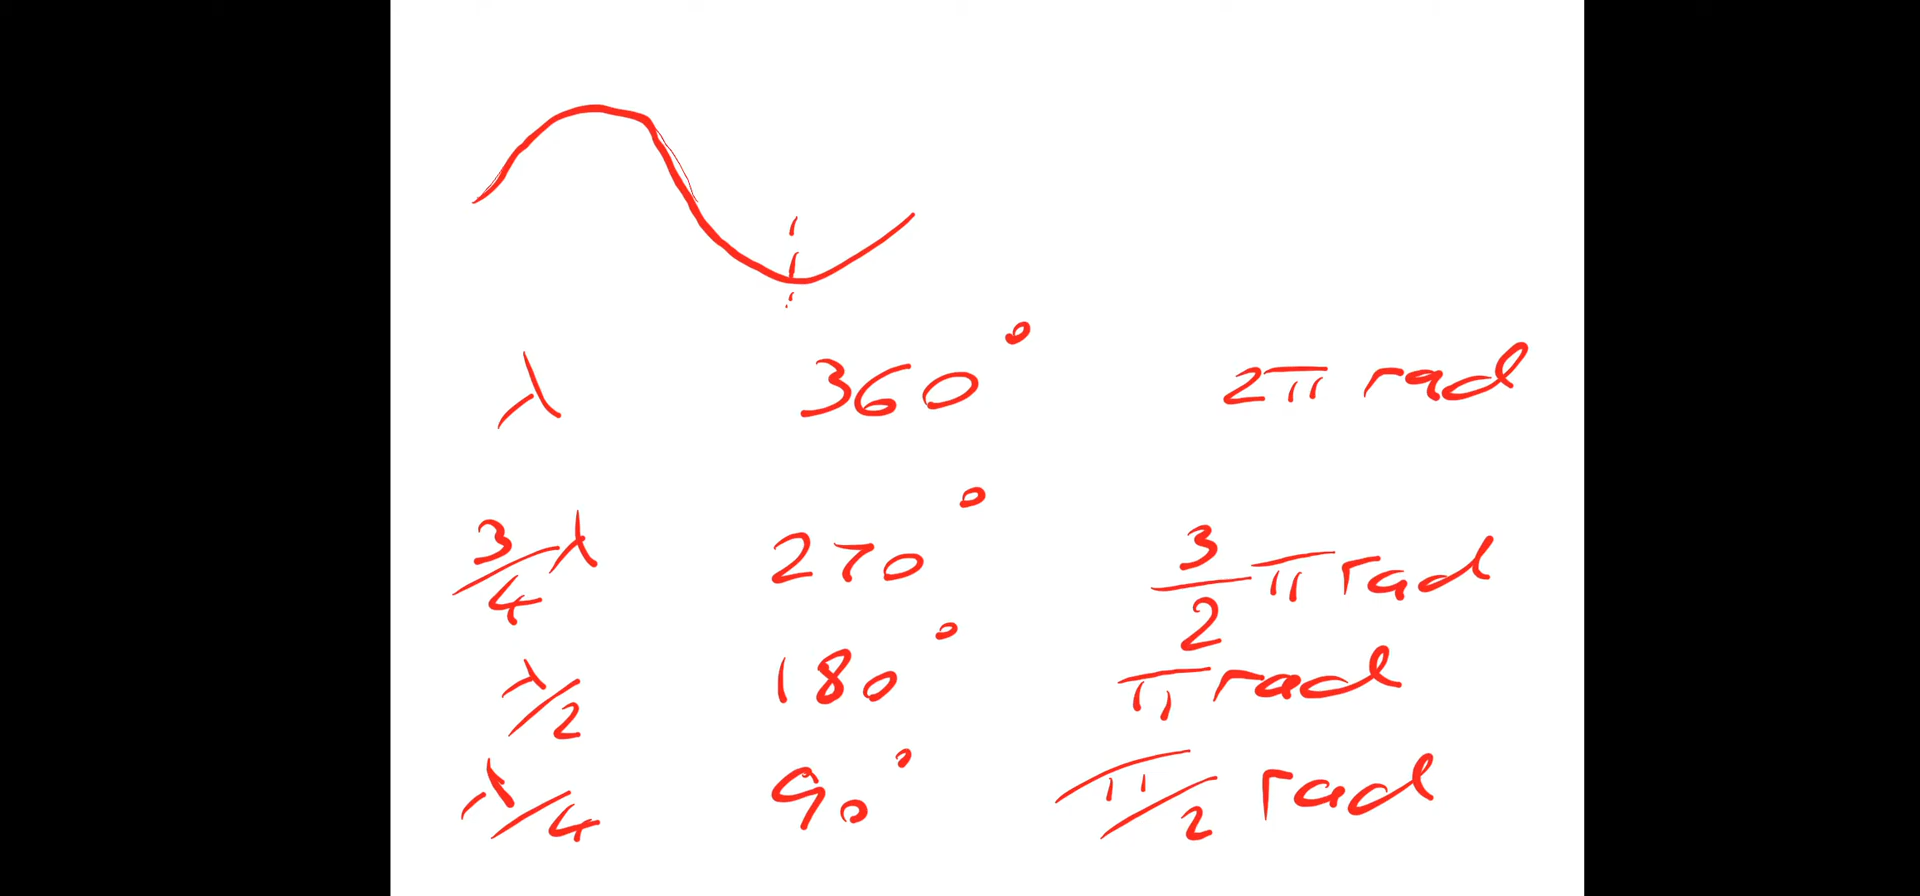 λ 360° 2π rad
3/4 λ 270° 3/2 π rad
λ/2 180° π rad
λ/4 90° π/2 rad